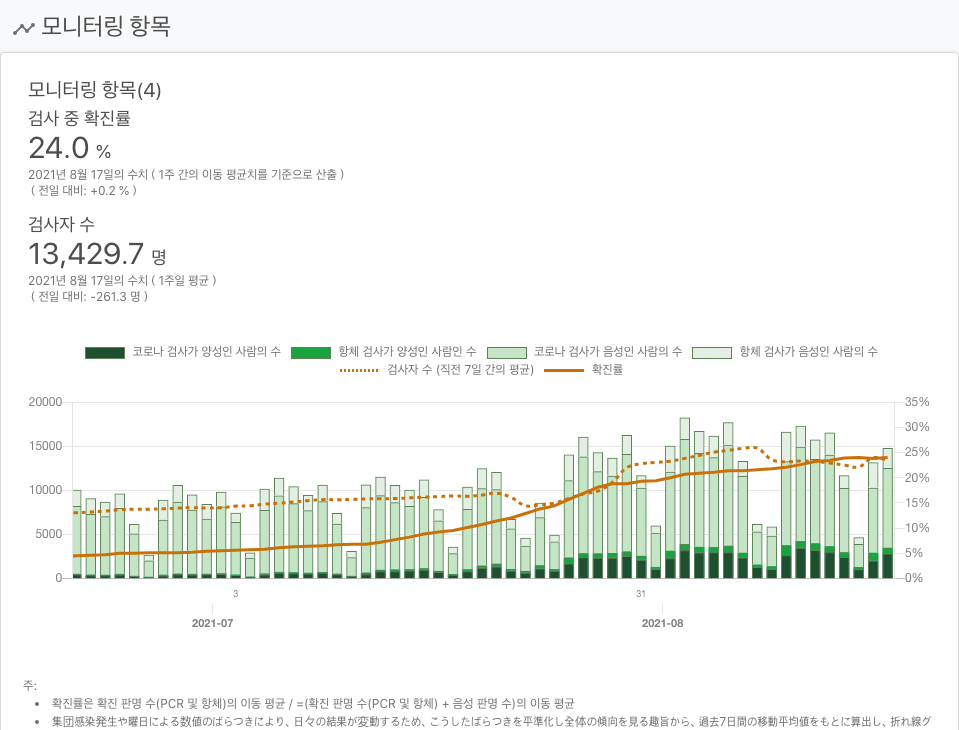 모니터링 항목
모니터링 항목(4)
검사 중 확진률
24.0 %
2021년 8월 17일의 수치 ( 1주 간의 이동 평균치를 기준으로 산출 )
( 전일 대비: +0.2 % )
검사자 수
13,429.7 명
2021년 8월 17일의 수치 ( 1주일 평균 )
( 전일 대비: -261.3 명 )
코로나 검사가 양성인 사람의 수 항체 검사가 양성인 사람인 수 코로나 검사가 음성인 사람의 수 항체 검사가 음성인 사람의 수
검사자 수 (직전 7일 간의 평균) 확진률
20000 35%
30%
15000 25%
10000 20%
15%
5000 10%
5%
0 0%
3 31
2021-07 2021-08
주:
• 확진률은 확진 판명 수(PCR 및 항체)의 이동 평균 / =(확진 판명 수(PCR 및 항체) + 음성 판명 수)의 이동 평균
• 集団感染発生や曜日による数値のばらつきにより、日々の結果が変動するため、こうしたばらつきを平準化し全体の傾向を見る趣旨から、過去7日間の移動平均値をもとに算出し、折れ線グ